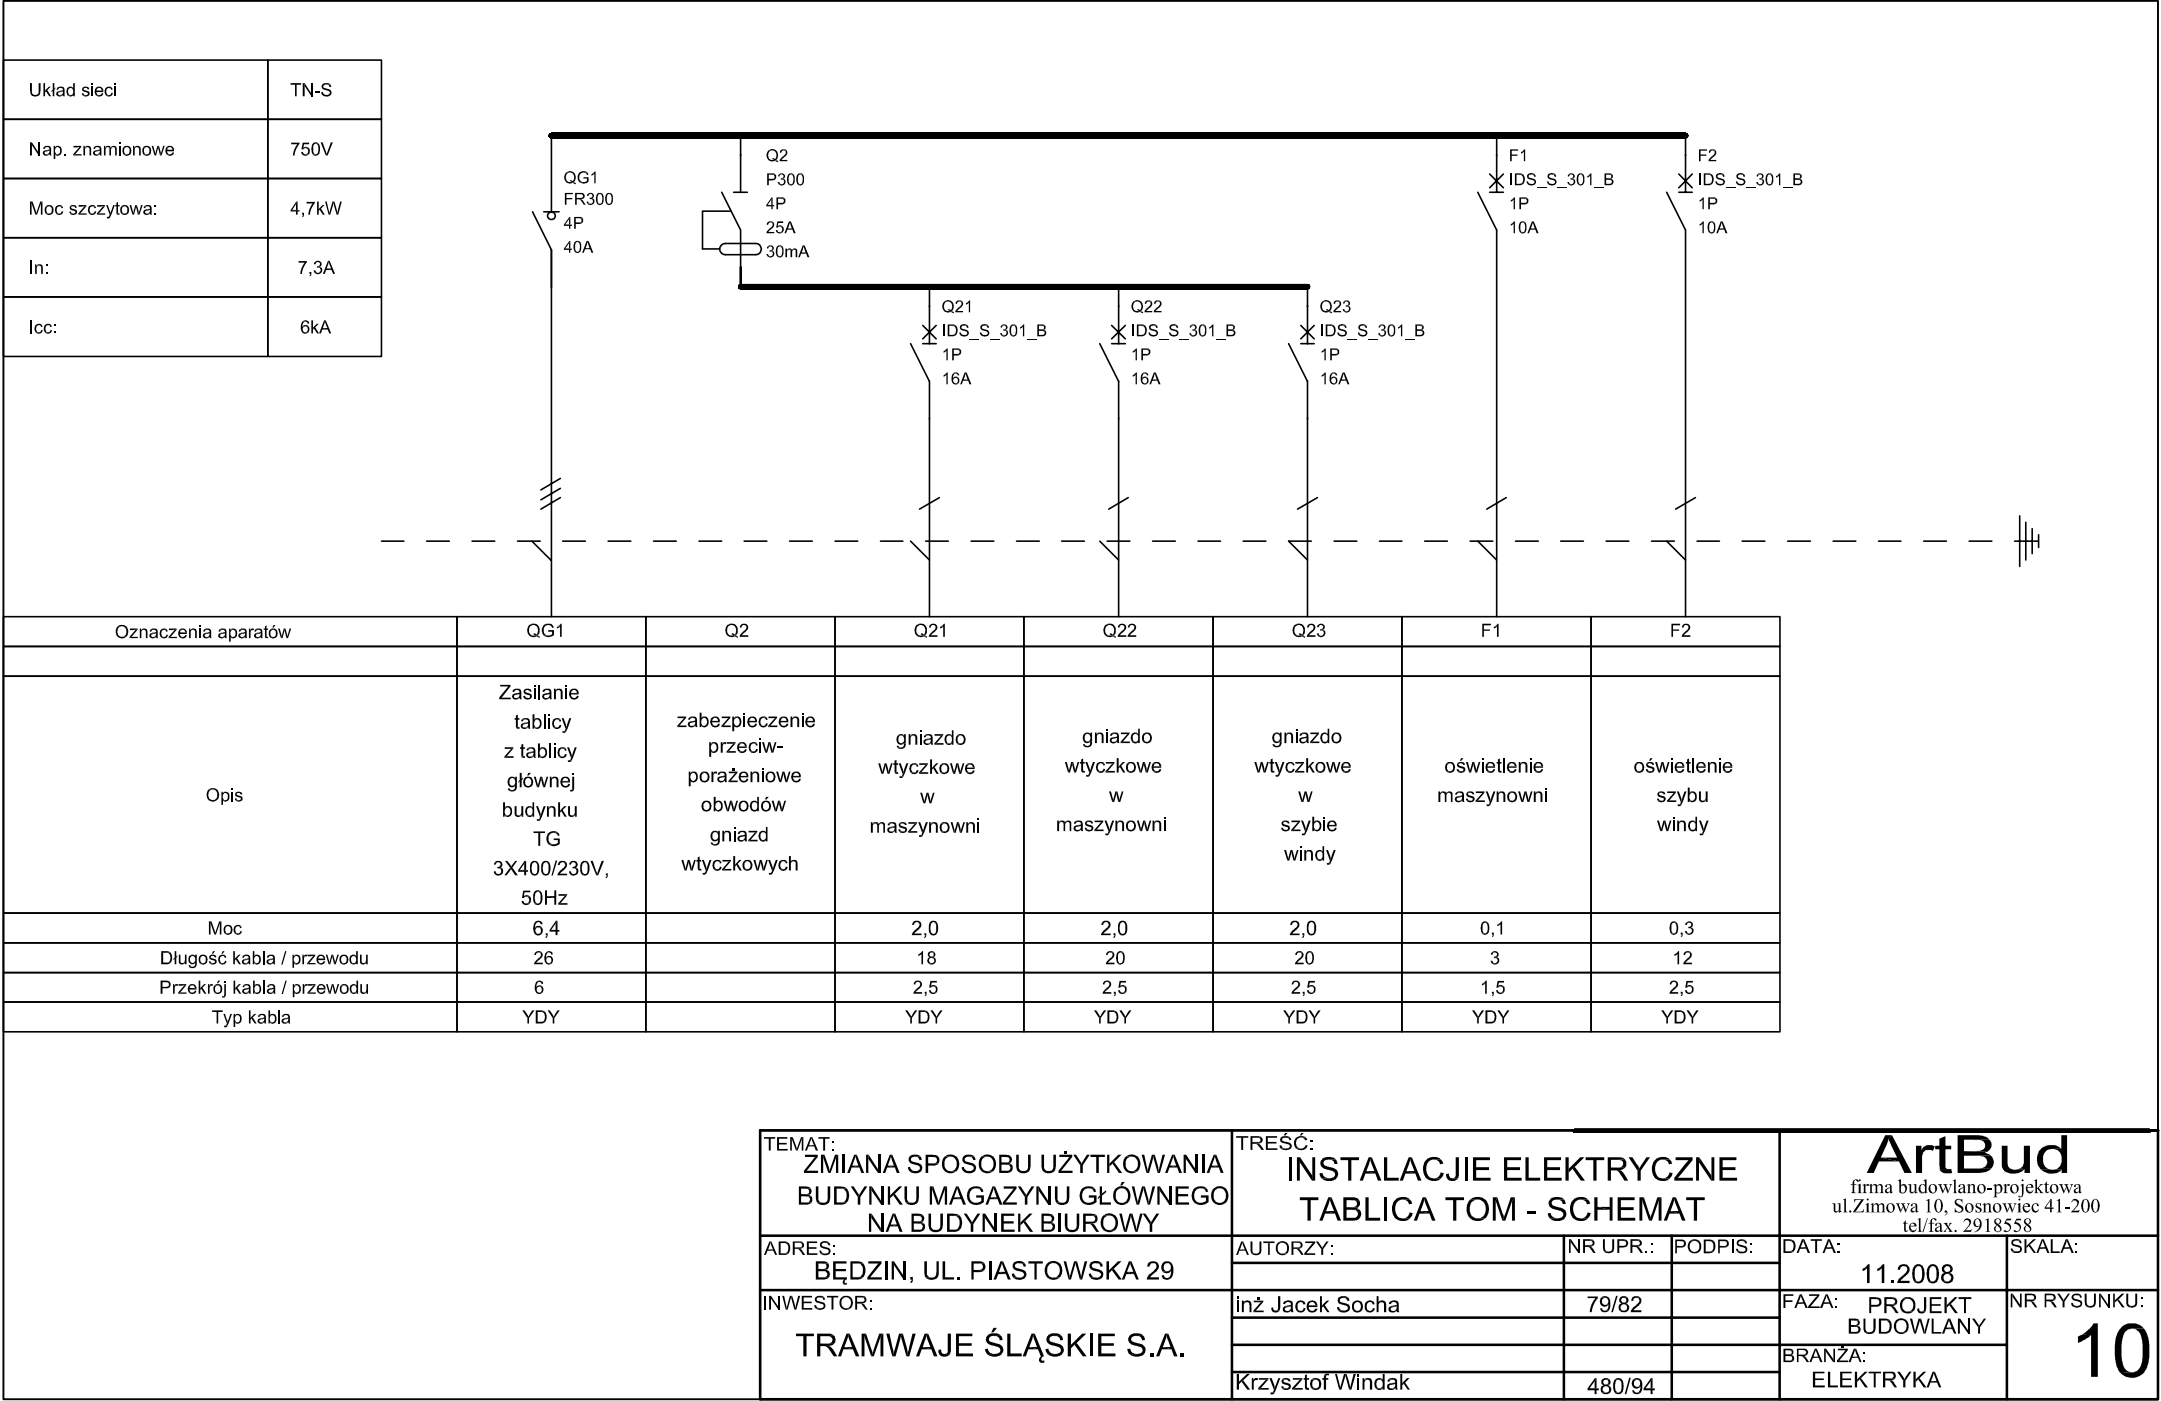 Układ sieci TN-S
Nap. znamionowe 750V
Moc szczytowa: 4,7kW
In: 7,3A
Icc: 6kA
QG1
FR300
4P
40A
Q2
P300
4P
25A
30mA
Q21
IDS_S_301_B
1P
16A
Q22
IDS_S_301_B
1P
16A
Q23
IDS_S_301_B
1P
16A
F1
IDS_S_301_B
1P
10A
F2
IDS_S_301_B
1P
10A
Oznaczenia aparatów QG1 Q2 Q21 Q22 Q23 F1 F2
Opis
Zasilanie
tablicy
z tablicy
głównej
budynku
TG
3X400/230V,
50Hz
zabezpieczenie
przeciw-
porażeniowe
obwodów
gniazd
wtyczkowych
gniazdo
wtyczkowe
w
maszynowni
gniazdo
wtyczkowe
w
maszynowni
gniazdo
wtyczkowe
w
szybie
windy
oświetlenie
maszynowni
oświetlenie
szybu
windy
Moc 6,4 2,0 2,0 2,0 0,1 0,3
Długość kabla / przewodu 26 18 20 20 3 12
Przekrój kabla / przewodu 6 2,5 2,5 2,5 1,5 2,5
Typ kabla YDY YDY YDY YDY YDY YDY
TEMAT:
ZMIANA SPOSOBU UŻYTKOWANIA
BUDYNKU MAGAZYNU GŁÓWNEGO
NA BUDYNEK BIUROWY
TREŚĆ:
INSTALACJIE ELEKTRYCZNE
TABLICA TOM - SCHEMAT
ArtBud
firma budowlano-projektowa
ul.Zimowa 10, Sosnowiec 41-200
tel/fax. 2918558
ADRES:
BĘDZIN, UL. PIASTOWSKA 29
AUTORZY: NR UPR.: PODPIS:
DATA:
11.2008
SKALA:
INWESTOR:
TRAMWAJE ŚLĄSKIE S.A.
inż Jacek Socha 79/82
Krzysztof Windak 480/94
FAZA: PROJEKT
BUDOWLANY
BRANŻA:
ELEKTRYKA
NR RYSUNKU:
10